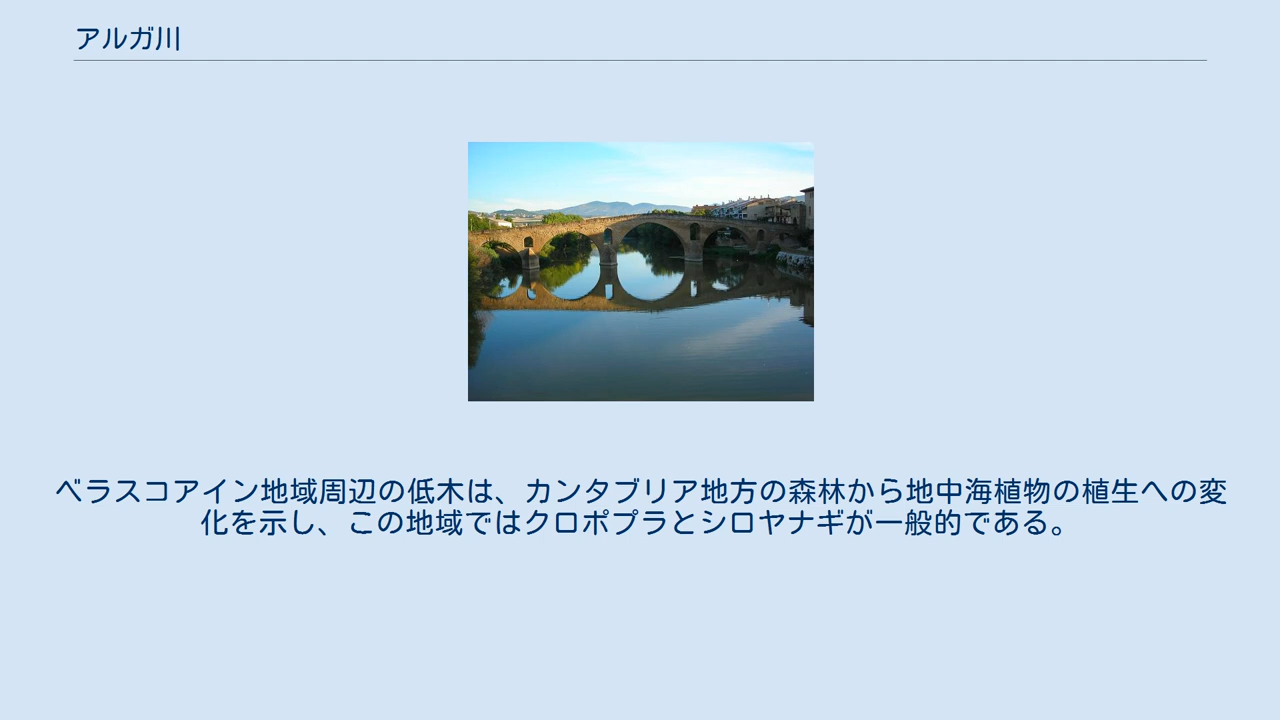 アルガ川
ベラスコアイン地域周辺の低木は、カンタブリア地方の森林から地中海植物の植生への変
化を示し、この地域ではクロポプラとシロヤナギが一般的である。